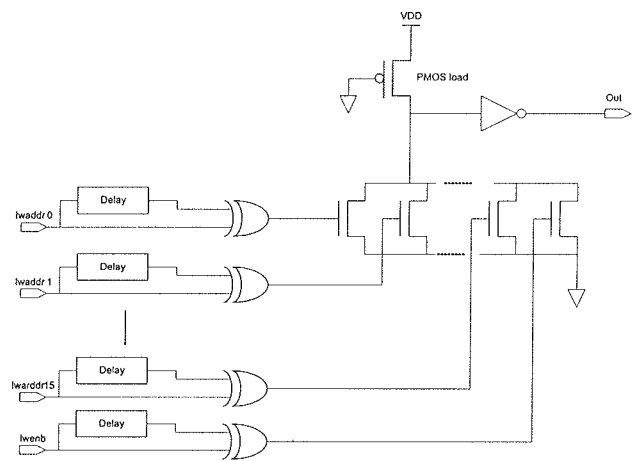 VDD
PMOS load
Out
Delay
lwaddr 0
Delay
lwaddr 1
Delay
lwarddr15
Delay
lwenb